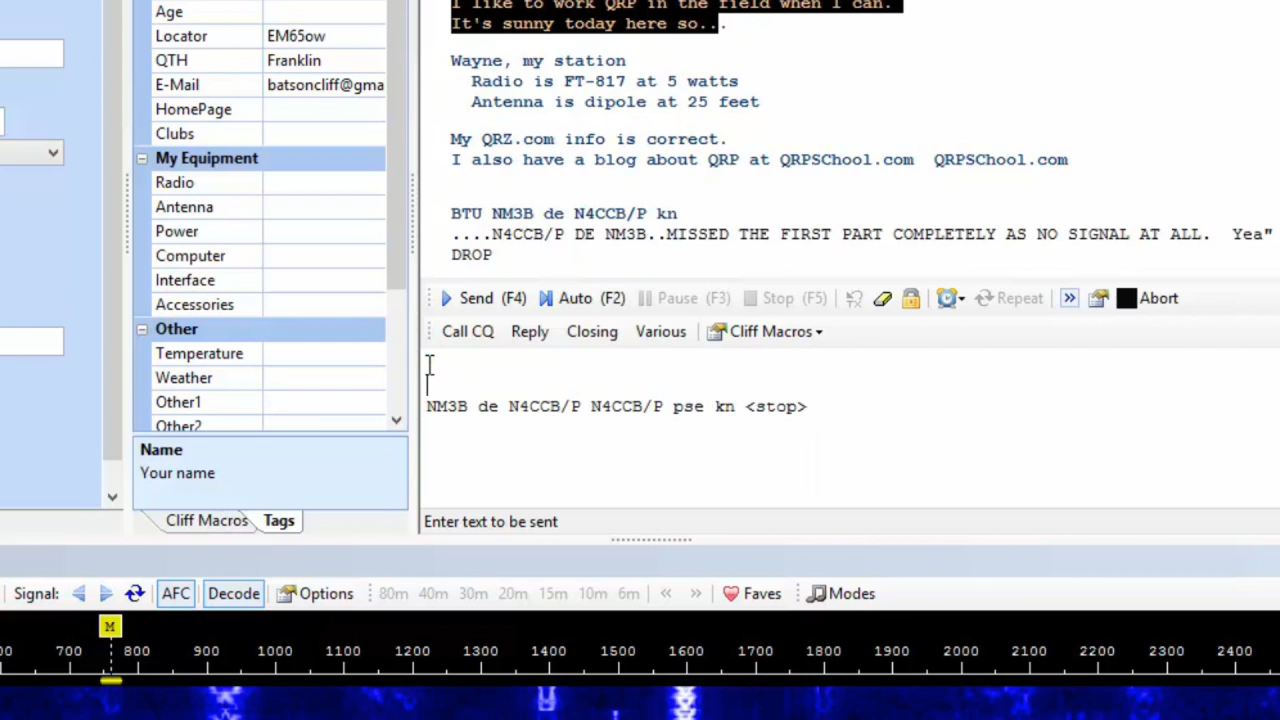 Age
Locator EM65ow
QTH Franklin
E-Mail batsoncliff@gma
HomePage
Clubs
My Equipment
Radio
Antenna
Power
Computer
Interface
Accessories
Other
Temperature
Weather
Other1
Other2
Name
Your name
Cliff Macros Tags
I like to work QRP in the field when I can.
It's sunny today here so...
Wayne, my station
Radio is FT-817 at 5 watts
Antenna is dipole at 25 feet
My QRZ.com info is correct.
I also have a blog about QRP at QRPSChool.com QRPSChool.com
BTU NM3B de N4CCB/P kn
....N4CCB/P DE NM3B..MISSED THE FIRST PART COMPLETELY AS NO SIGNAL AT ALL. Yea"
DROP
Send (F4) Auto (F2) Pause (F3) Stop (F5) Repeat Abort
Call CQ Reply Closing Various Cliff Macros
NM3B de N4CCB/P N4CCB/P pse kn <stop>
Enter text to be sent
Signal: AFC Decode Options 80m 40m 30m 20m 15m 10m 6m Faves Modes
M
00 700 800 900 1000 1100 1200 1300 1400 1500 1600 1700 1800 1900 2000 2100 2200 2300 2400